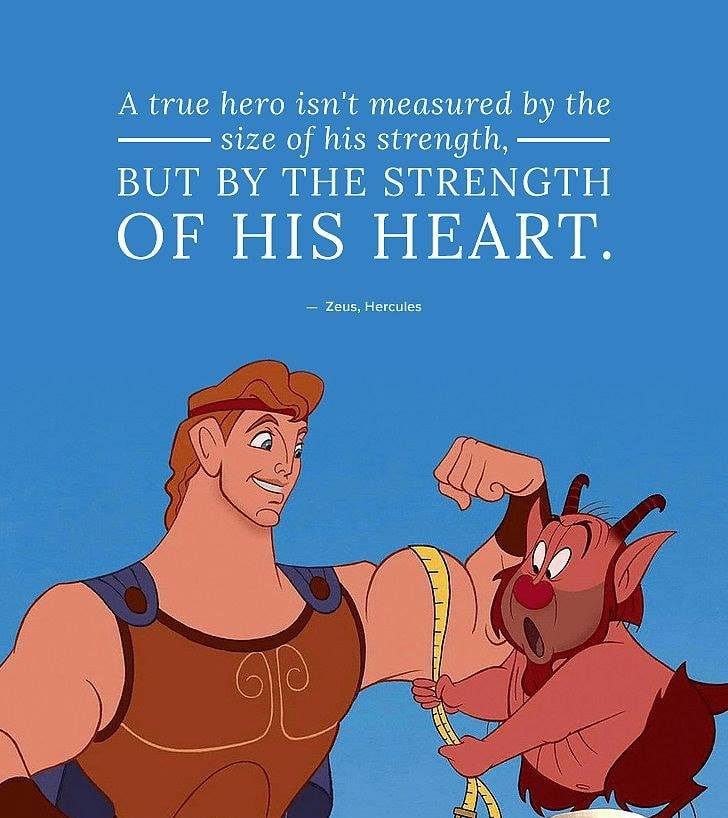 A true hero isn't measured by the
size of his strength,
BUT BY THE STRENGTH
OF HIS HEART.
— Zeus, Hercules